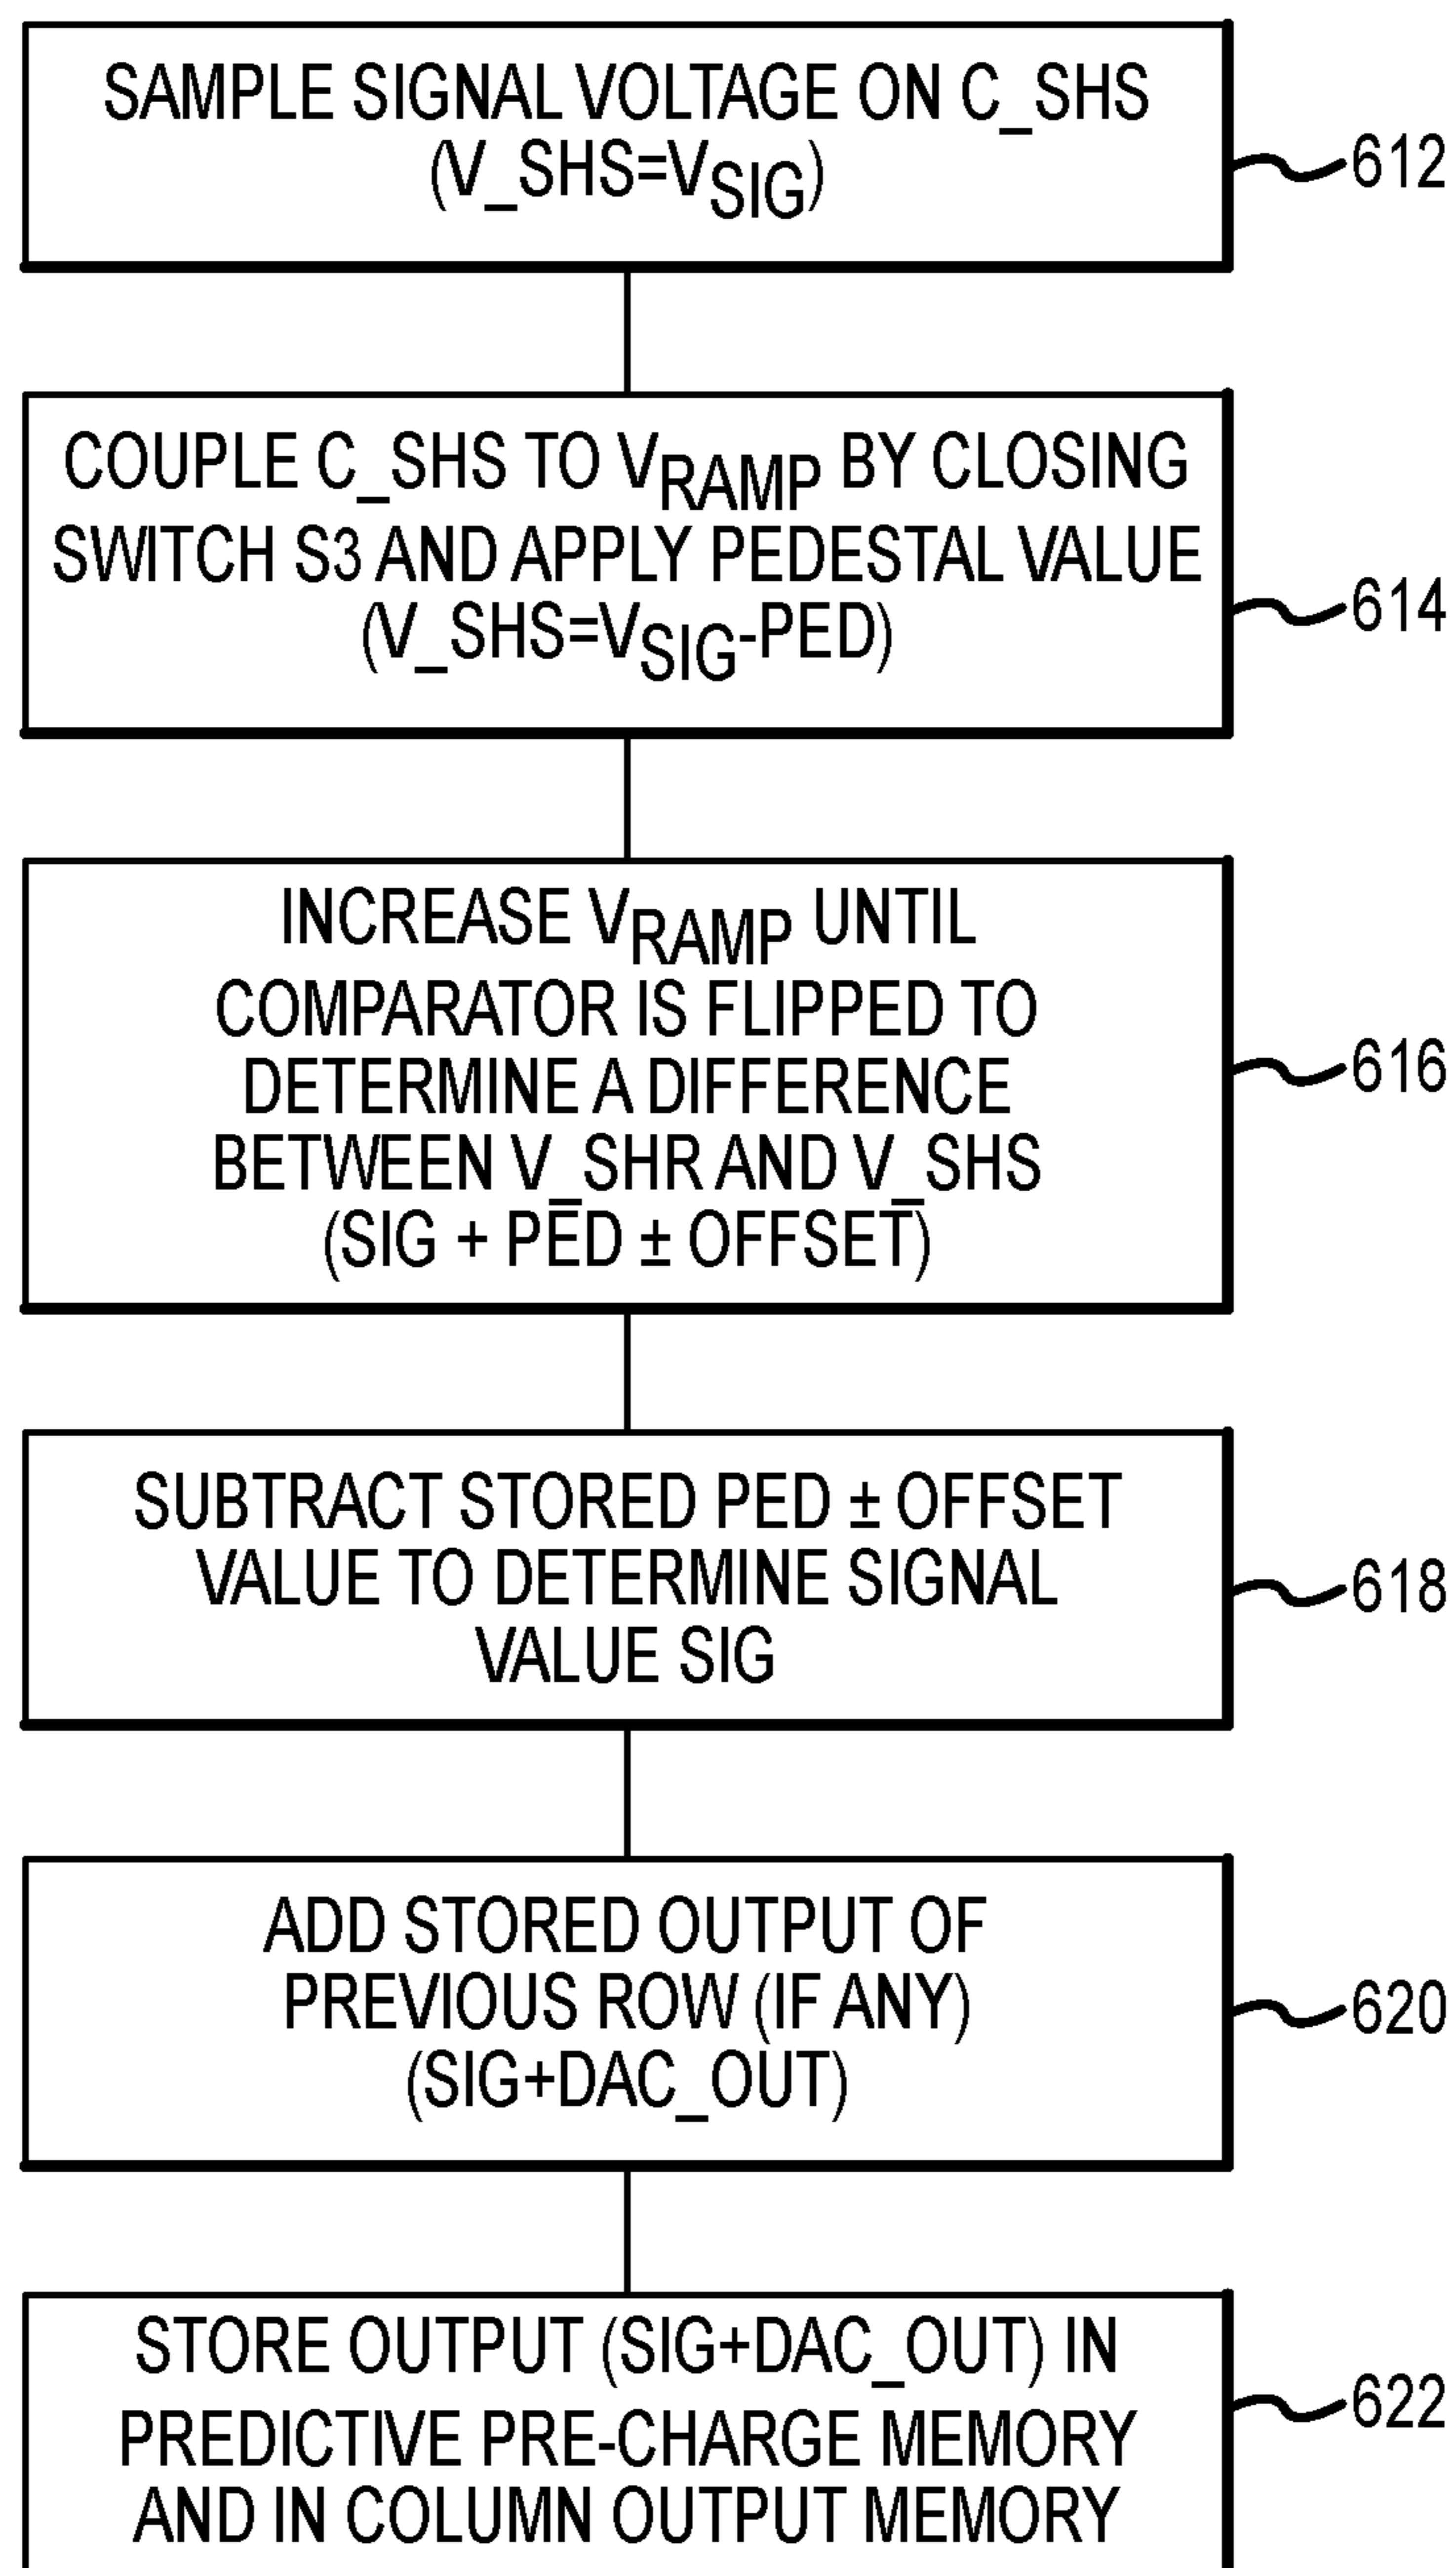 SAMPLE SIGNAL VOLTAGE ON C_SHS
(V_SHS=VSIG)
612
COUPLE C_SHS TO VRAMP BY CLOSING
SWITCH S3 AND APPLY PEDESTAL VALUE
(V_SHS=VSIG-PED)
614
INCREASE VRAMP UNTIL
COMPARATOR IS FLIPPED TO
DETERMINE A DIFFERENCE
BETWEEN V_SHR AND V_SHS
(SIG + PED ± OFFSET)
616
SUBTRACT STORED PED ± OFFSET
VALUE TO DETERMINE SIGNAL
VALUE SIG
618
ADD STORED OUTPUT OF
PREVIOUS ROW (IF ANY)
(SIG+DAC_OUT)
620
STORE OUTPUT (SIG+DAC_OUT) IN
PREDICTIVE PRE-CHARGE MEMORY
AND IN COLUMN OUTPUT MEMORY
622